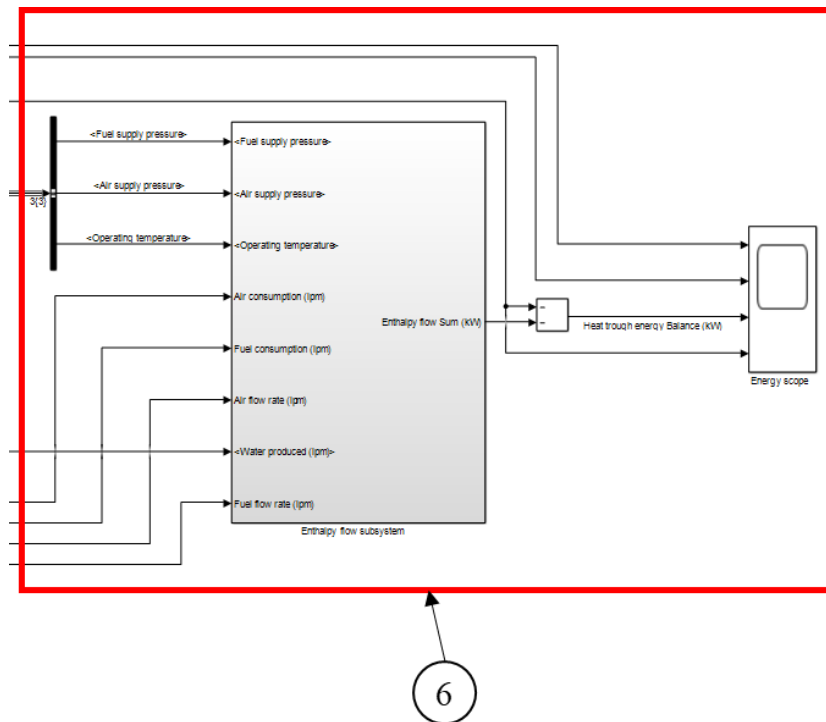 <Fuel supply pressure>
<Fuel supply pressure>
<Air supply pressure>
<Air supply pressure>
3{3}
<Operating temperature>
<Operating temperature>
Air consumption (lpm)
Enthalpy flow Sum (kW)
Heat trough energy Balance (kW)
Fuel consumption (lpm)
Energy scope
Air flow rate (lpm)
<Water produced (lpm)>
Fuel flow rate (lpm)
Enthalpy flow subsystem
6